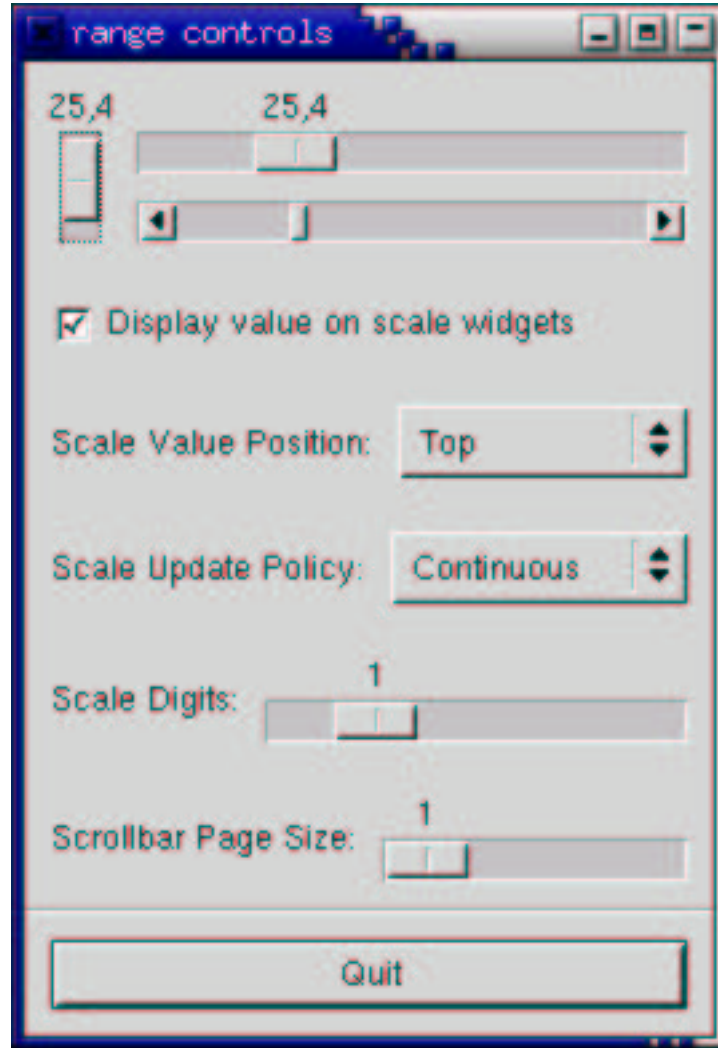 range controls
25,4 25,4
Display value on scale widgets
Scale Value Position: Top
Scale Update Policy: Continuous
1
Scale Digits:
1
Scrollbar Page Size:
Quit